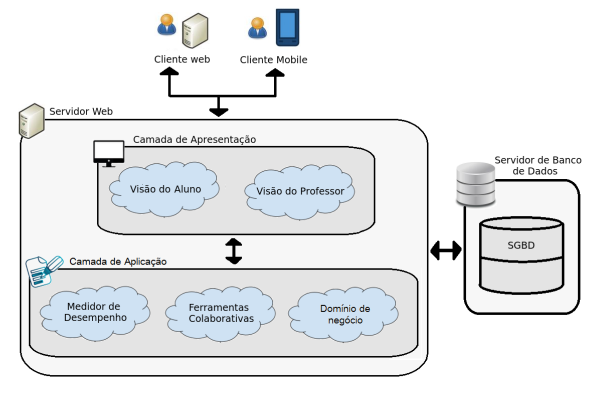 Cliente web
Cliente Mobile
Servidor Web
Camada de Apresentação
Visão do Aluno
Visão do Professor
Servidor de Banco
de Dados
SGBD
Camada de Aplicação
Medidor de
Desempenho
Ferramentas
Colaborativas
Domínio de
negócio